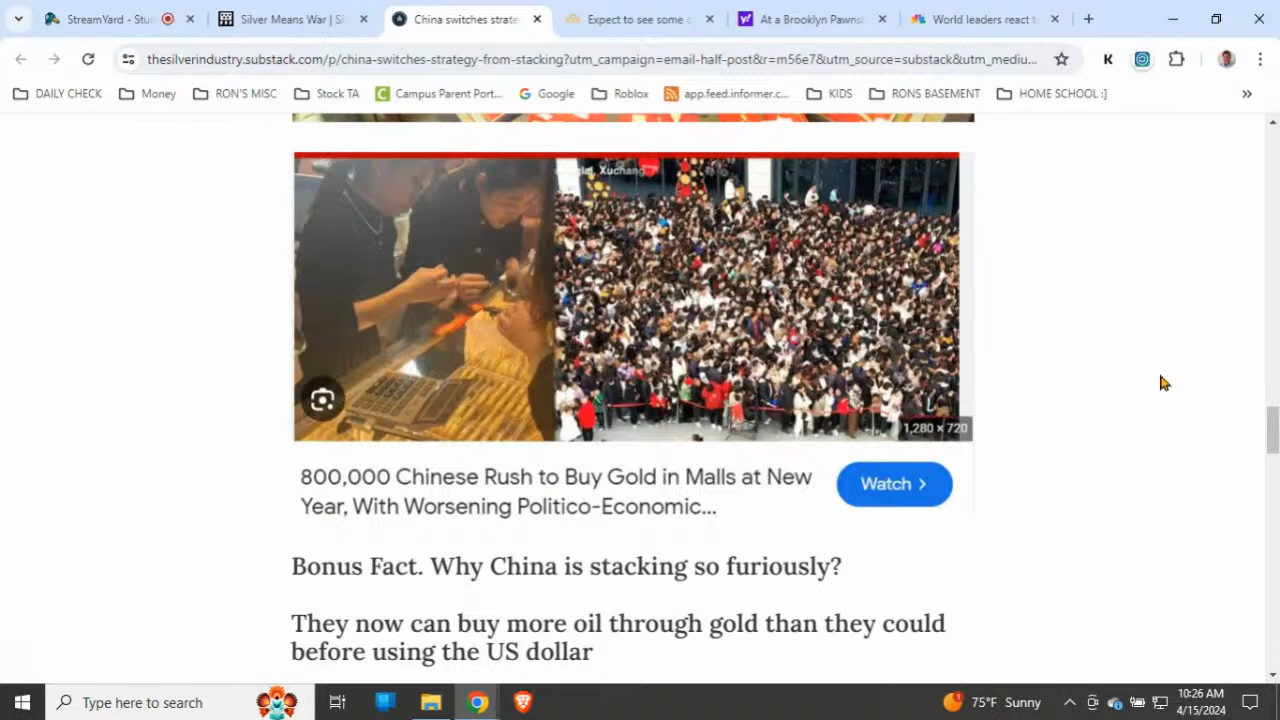 StreamYard - Stu
Silver Means War | Si
China switches strate
Expect to see some c
At a Brooklyn Pawnsl
World leaders react t
thesilverindustry.substack.com/p/china-switches-strategy-from-stacking?utm_campaign=email-half-post&r=m56e7&utm_source=substack&utm_mediu...
K
DAILY CHECK
Money
RON'S MISC
Stock TA
Campus Parent Port...
Google
Roblox
app.feed.informer.c...
KIDS
RONS BASEMENT
HOME SCHOOL :]
Xuchang
1,280 × 720
800,000 Chinese Rush to Buy Gold in Malls at New
Year, With Worsening Politico-Economic...
Watch
Bonus Fact. Why China is stacking so furiously?
They now can buy more oil through gold than they could
before using the US dollar
Type here to search
1
75°F Sunny
10:26 AM
4/15/2024